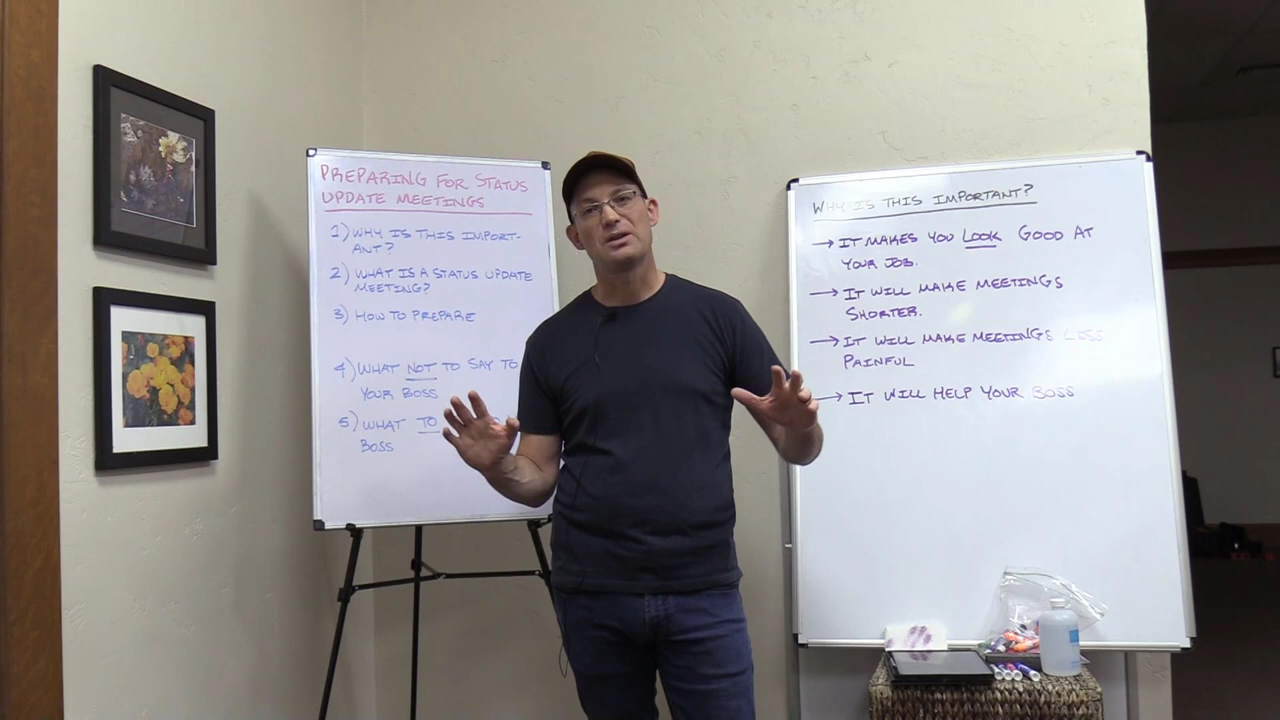 PREPARING FOR STATUS
UPDATE MEETINGS
1) WHY IS THIS IMPORT-
ANT?
2) WHAT IS A STATUS UPDATE
MEETING?
3) HOW TO PREPARE
4) WHAT NOT TO SAY TO
YOUR BOSS
5) WHAT TO
BOSS
WHY IS THIS IMPORTANT?
→ IT MAKES YOU LOOK GOOD AT
YOUR JOB.
→ IT WILL MAKE MEETINGS
SHORTER.
→ IT WILL MAKE MEETINGS LESS
PAINFUL
→ IT WILL HELP YOUR BOSS